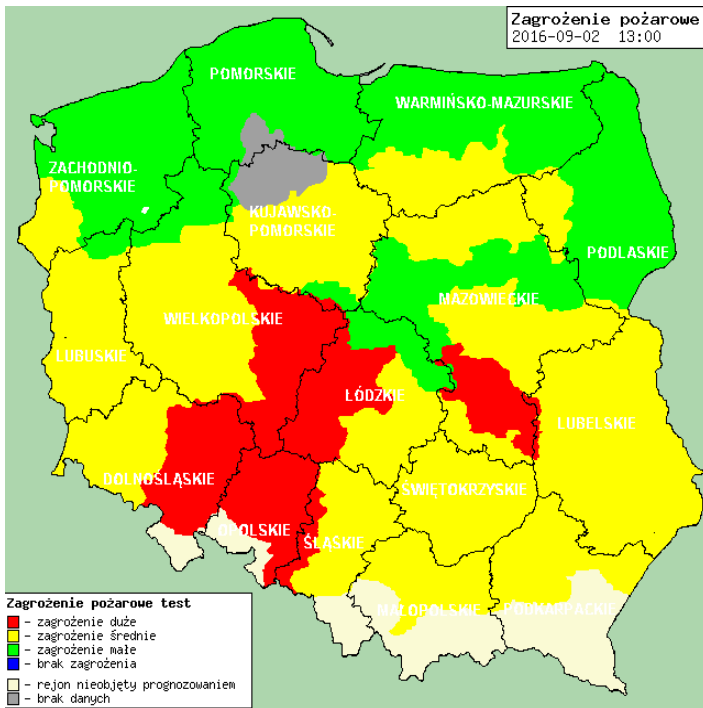 Zagrożenie pożarowe
2016-09-02 13:00
POMORSKIE
WARMIŃSKO-MAZURSKIE
ZACHODNIO-
POMORSKIE
KUJAWSKO-
POMORSKIE
PODLASKIE
MAZOWIECKIE
WIELKOPOLSKIE
LUBUSKIE
ŁÓDZKIE
LUBELSKIE
DOLNOŚLĄSKIE
ŚWIĘTOKRZYSKIE
OPOLSKIE
ŚLĄSKIE
MAŁOPOLSKIE
PODKARPACKIE
Zagrożenie pożarowe test
– zagrożenie duże
– zagrożenie średnie
– zagrożenie małe
– brak zagrożenia
– rejon nieobjęty prognozowaniem
– brak danych